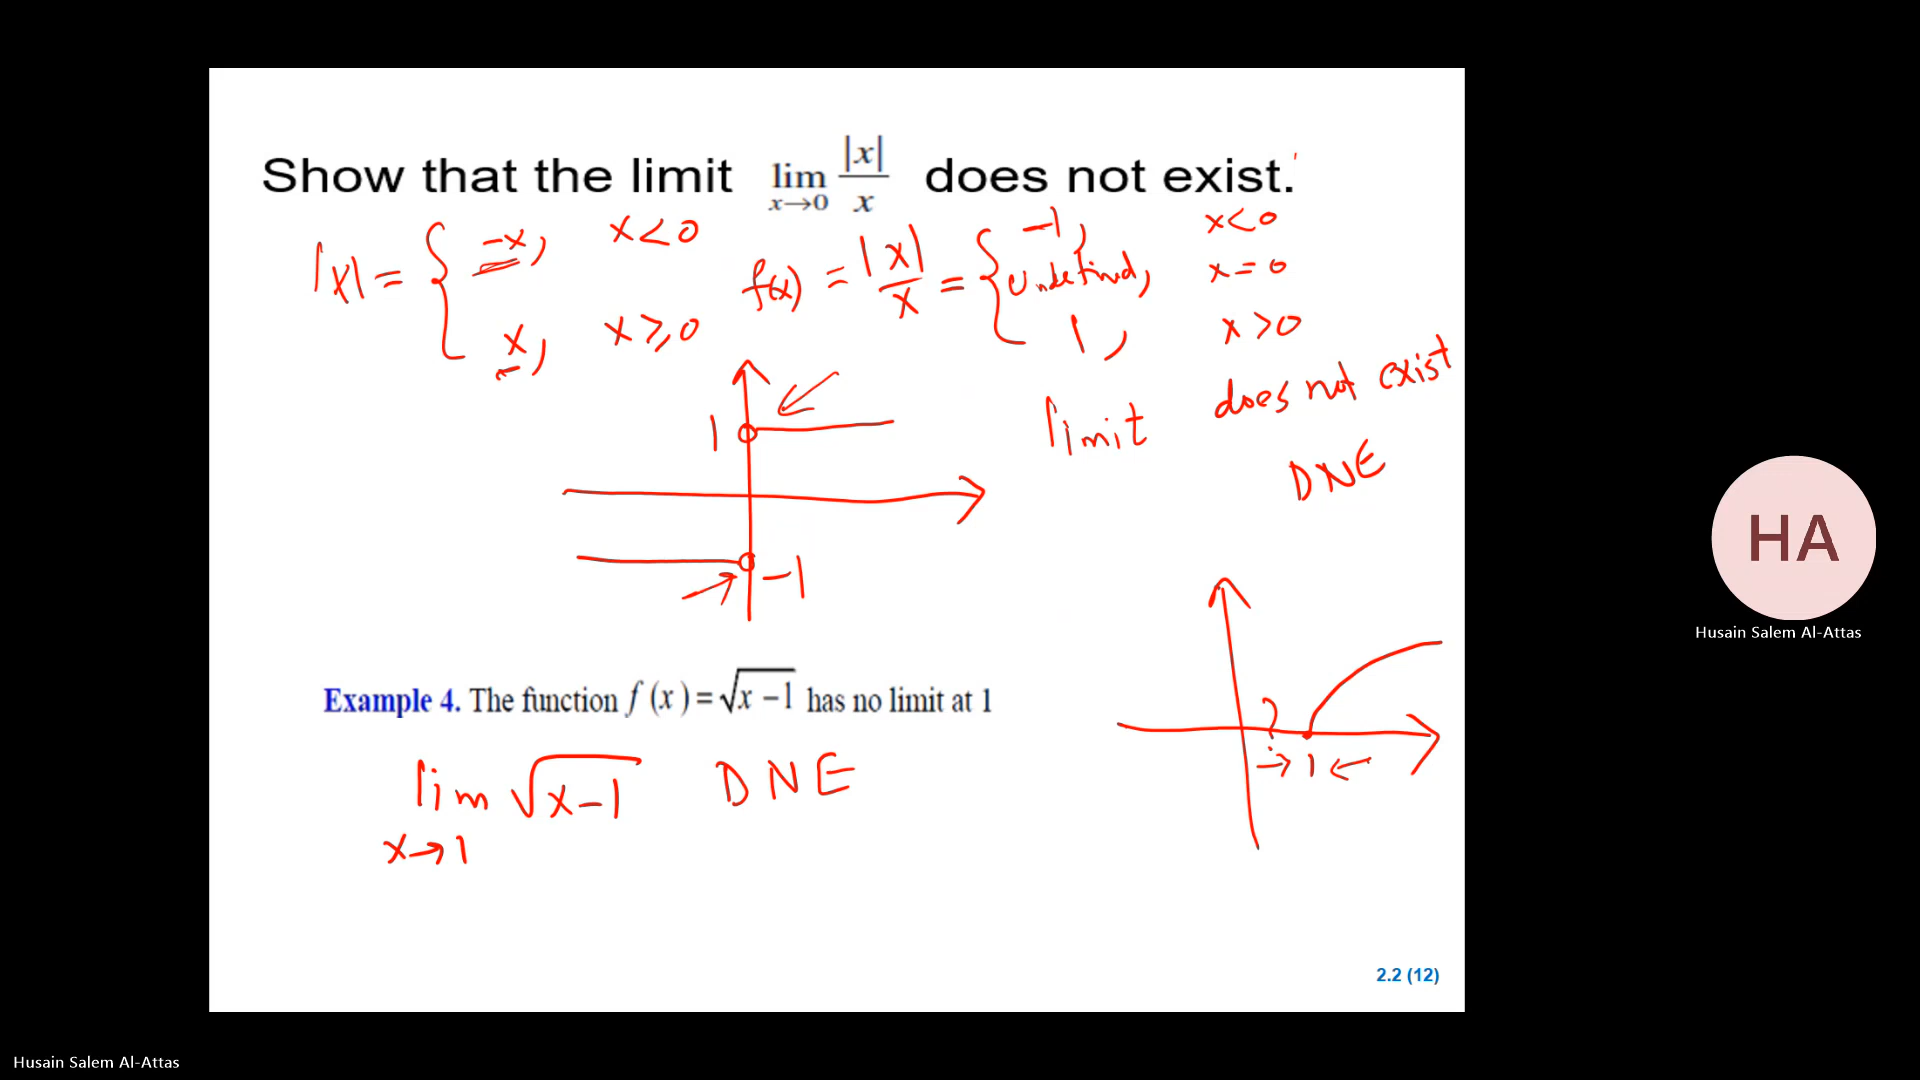 Show that the limit lim x→0 |x|/x does not exist.
|x| = { -x, x<0
x, x≥0
f(x) = |x|/x = { -1, x<0
undefined, x=0
1, x>0
limit does not exist
DNE
1
-1
Example 4. The function f(x)=√x-1 has no limit at 1
lim x→1 √x-1 DNE
?
→ 1 ←
2.2 (12)
HA
Husain Salem Al-Attas
Husain Salem Al-Attas